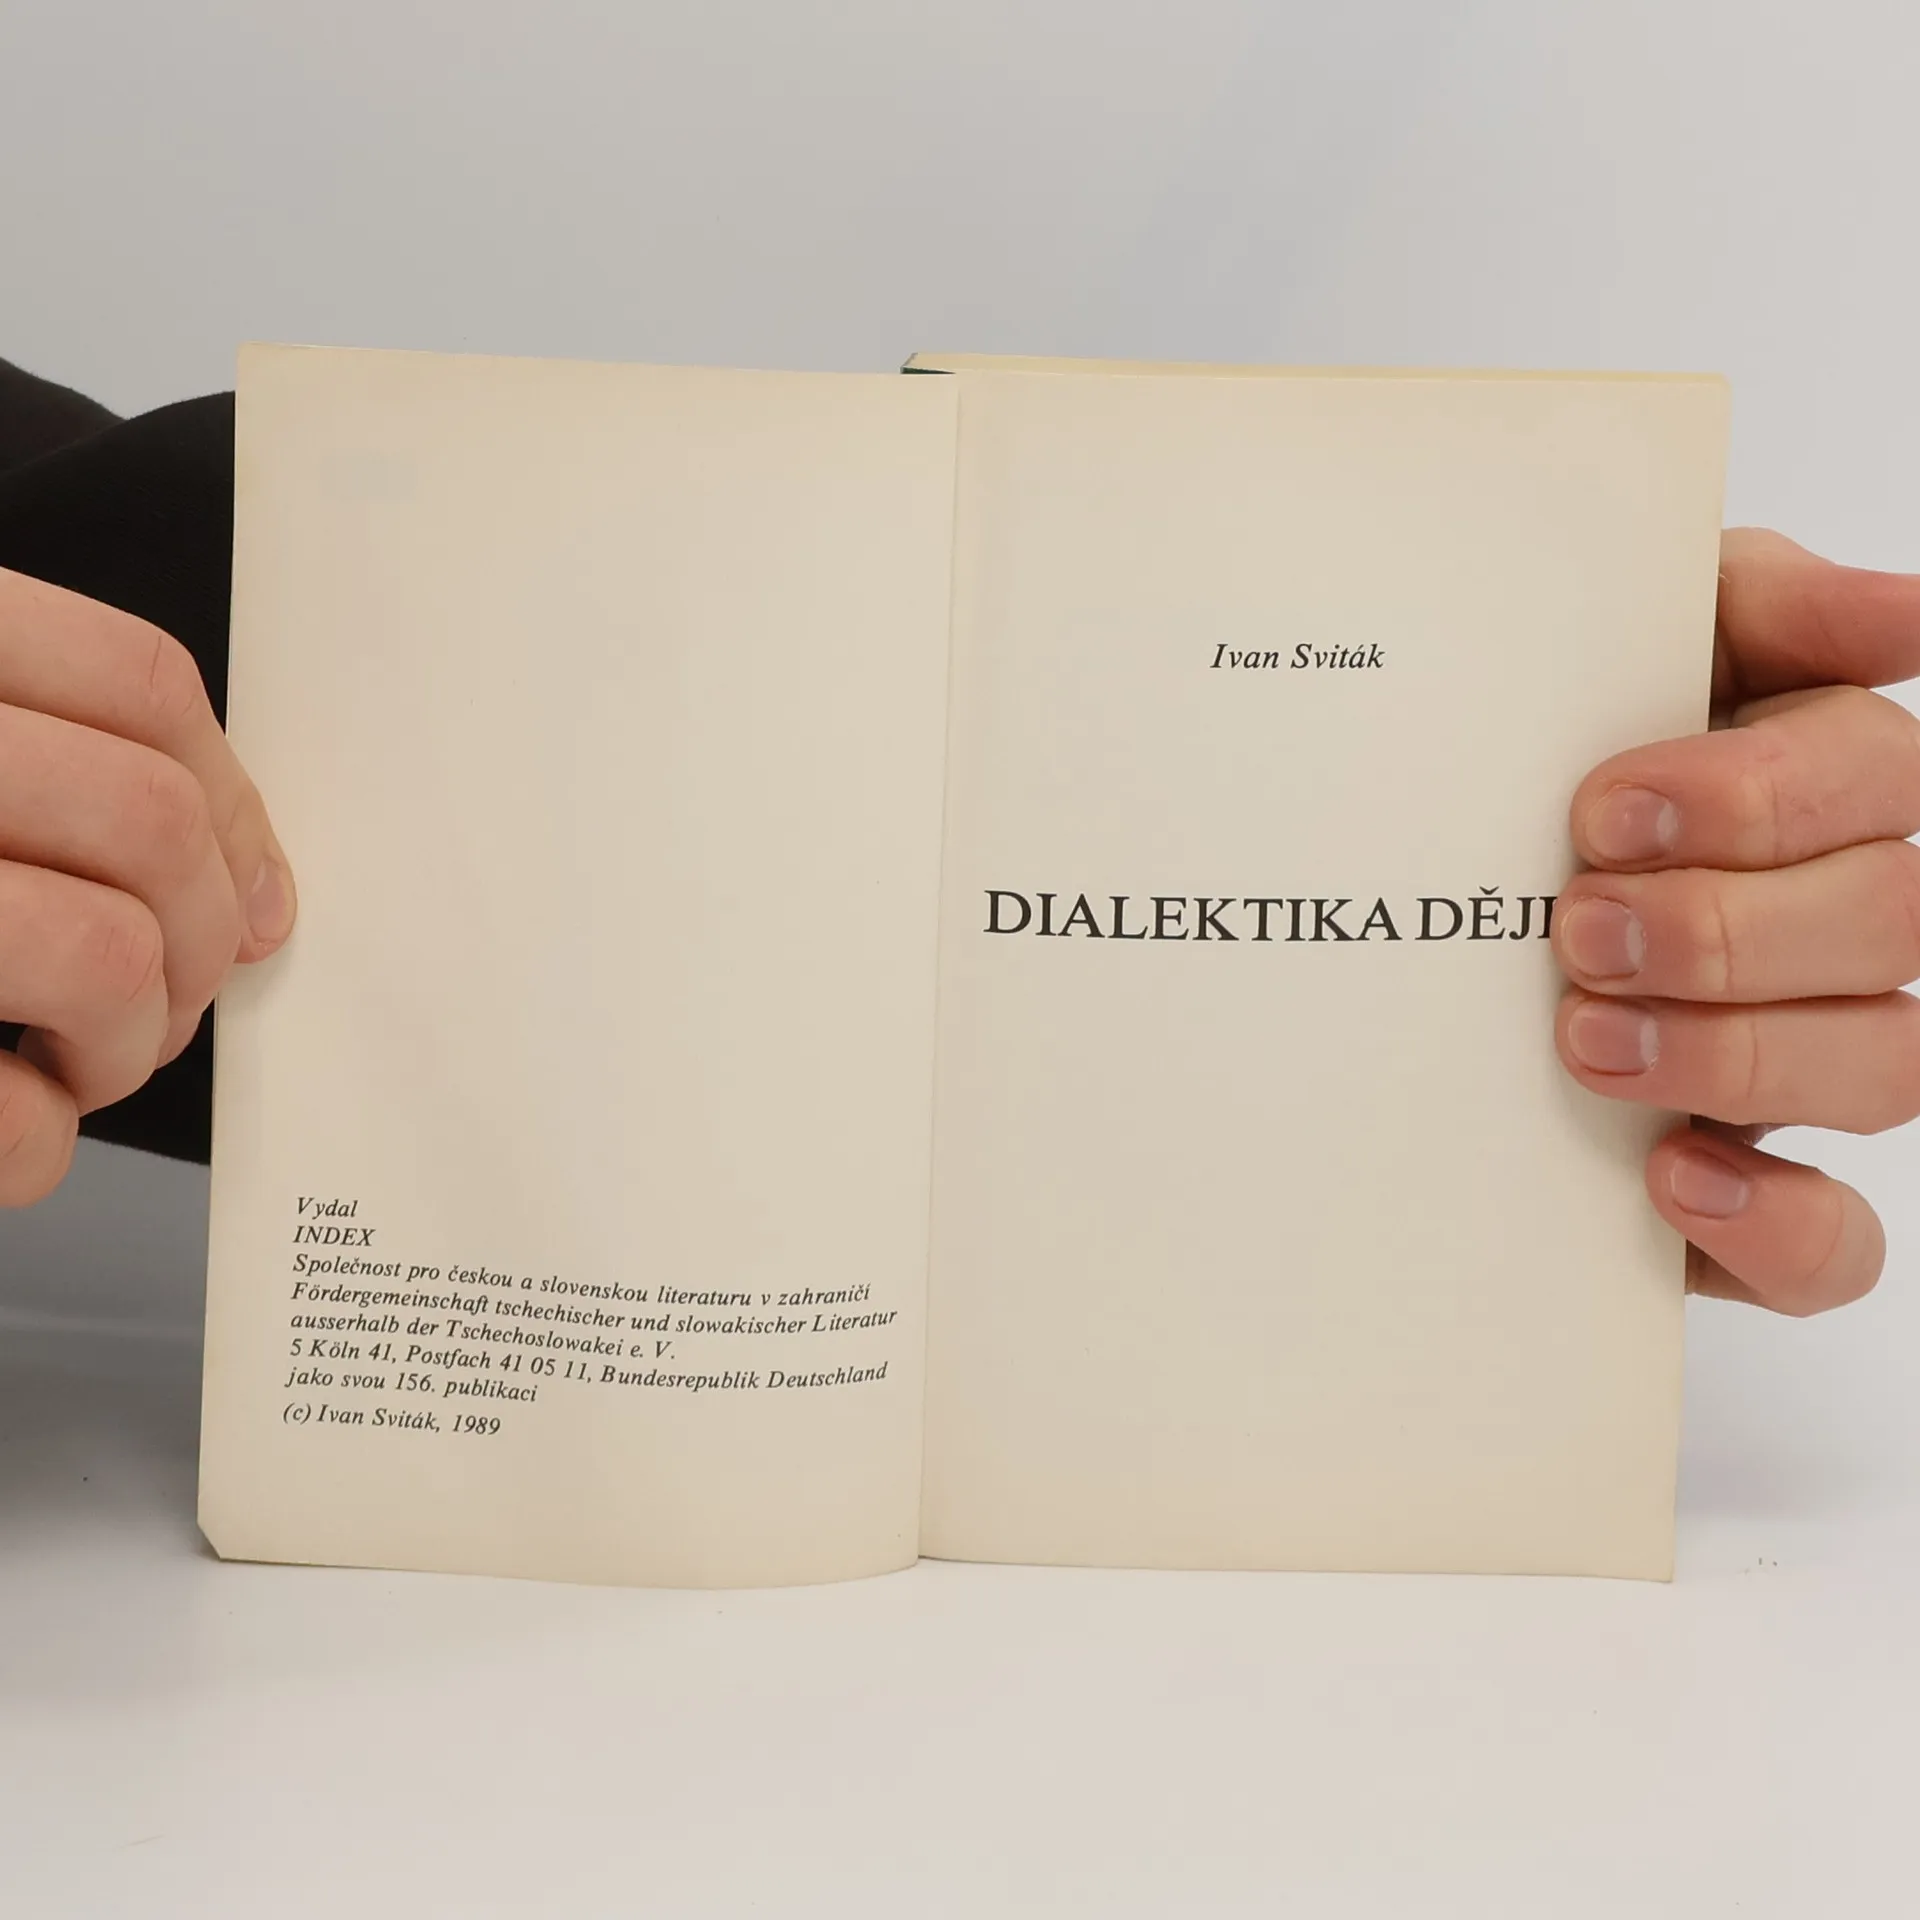 Vydal
INDEX
Společnost pro českou a slovenskou literaturu v zahraničí
Fördergemeinschaft tschechischer und slowakischer Literatur
ausserhalb der Tschechoslowakei e. V.
5 Köln 41, Postfach 41 05 11, Bundesrepublik Deutschland
jako svou 156. publikaci
(c) Ivan Sviták, 1989
Ivan Sviták
DIALEKTIKA